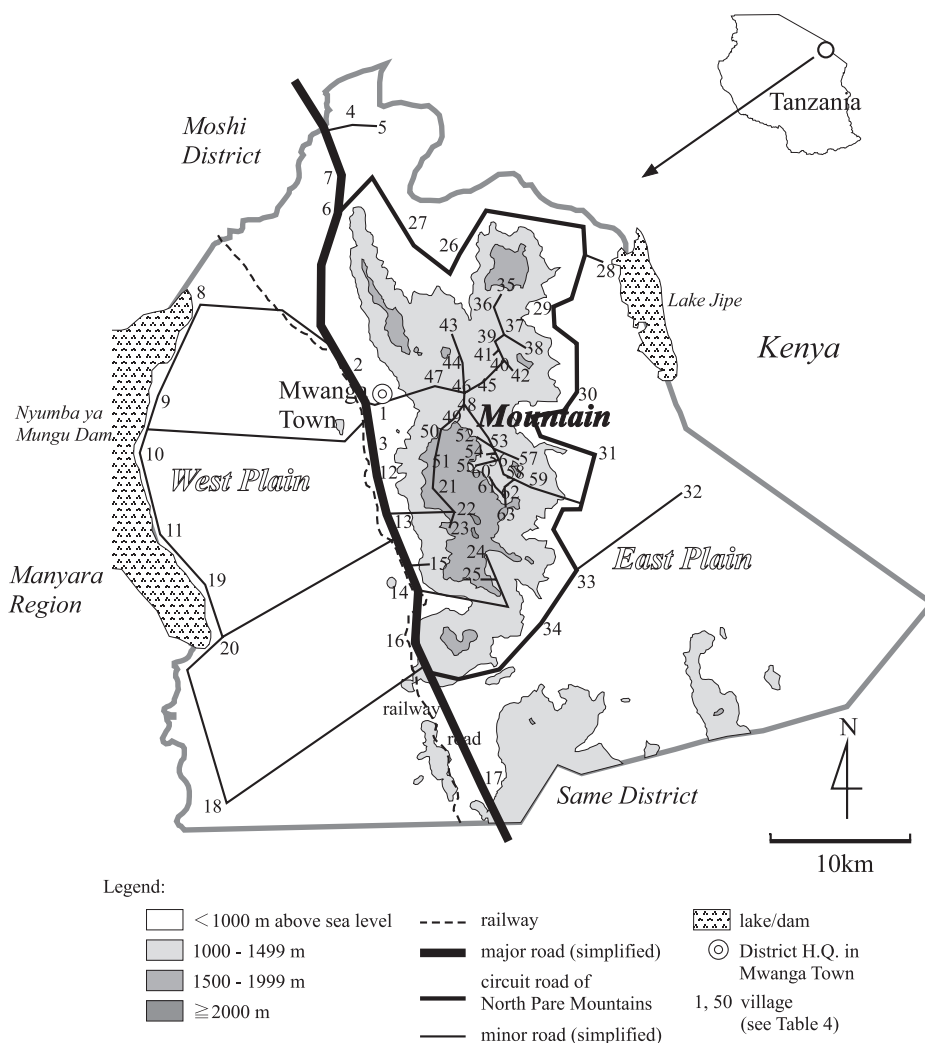 Tanzania
Moshi
District
4
5
7
6
27
26
28
8
35
36
29
Lake Jipe
43
37
39
38
Kenya
2
44
41
40
42
Mwanga
Town
47
46
45
30
9
1
48
Mountain
Nyumba ya
Mungu Dam
49
50
52
53
3
54
57
31
10
West Plain
12
51
55
56
58
60
59
21
61
62
32
22
63
13
23
11
24
East Plain
Manyara
Region
15
25
33
19
14
34
16
20
railway
road
N
17
18
Same District
10km
Legend:
<1000 m above sea level
1000 - 1499 m
1500 - 1999 m
≧2000 m
railway
major road (simplified)
circuit road of
North Pare Mountains
minor road (simplified)
lake/dam
District H.Q. in
Mwanga Town
1, 50 village
(see Table 4)